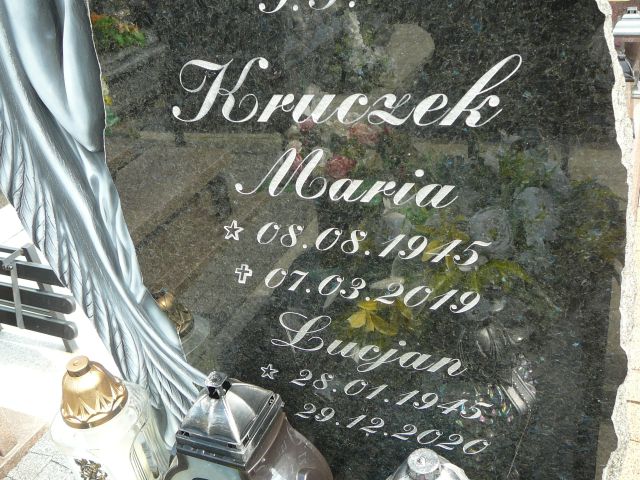 Ś.P.
Kruczek
Maria
☆ 08.08.1945
✞ 07.03.2019
Lucjan
☆ 28.01.1945
29.12.2020